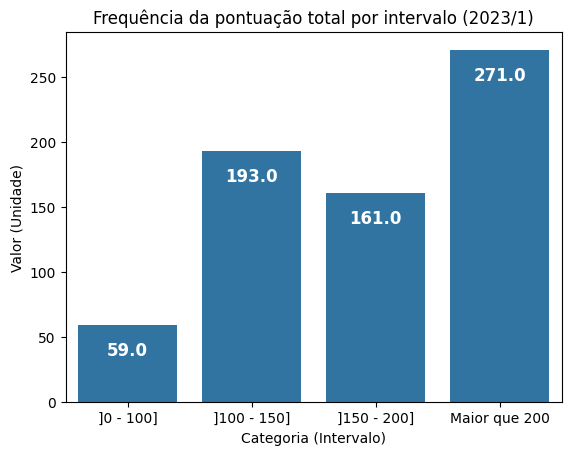 Frequência da pontuação total por intervalo (2023/1)
Valor (Unidade)
250
200
150
100
50
0
59.0
193.0
161.0
271.0
]0 - 100]
]100 - 150]
]150 - 200]
Maior que 200
Categoria (Intervalo)